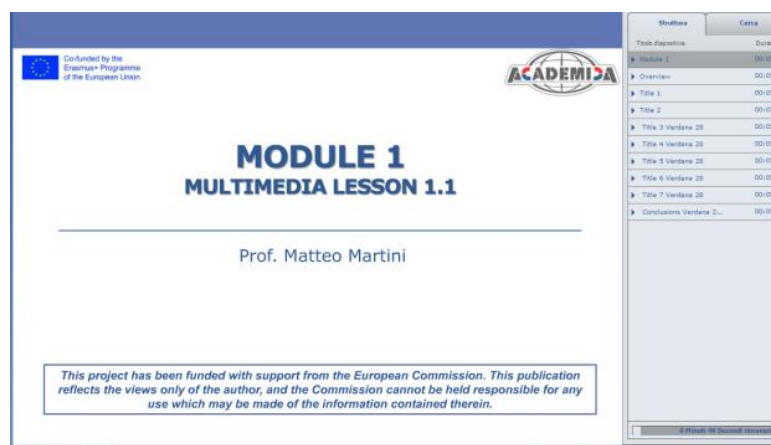 Co-funded by the
Erasmus+ Programme
of the European Union
ACADEMICA
MODULE 1
MULTIMEDIA LESSON 1.1
Prof. Matteo Martini
This project has been funded with support from the European Commission. This publication
reflects the views only of the author, and the Commission cannot be held responsible for any
use which may be made of the information contained therein.
Struttura Cerca
Titolo diapositiva
Module 1
Overview
Title 1
Title 2
Title 3 Verdana 28
Title 4 Verdana 28
Title 5 Verdana 28
Title 6 Verdana 28
Title 7 Verdana 28
Conclusions Verdana 2...